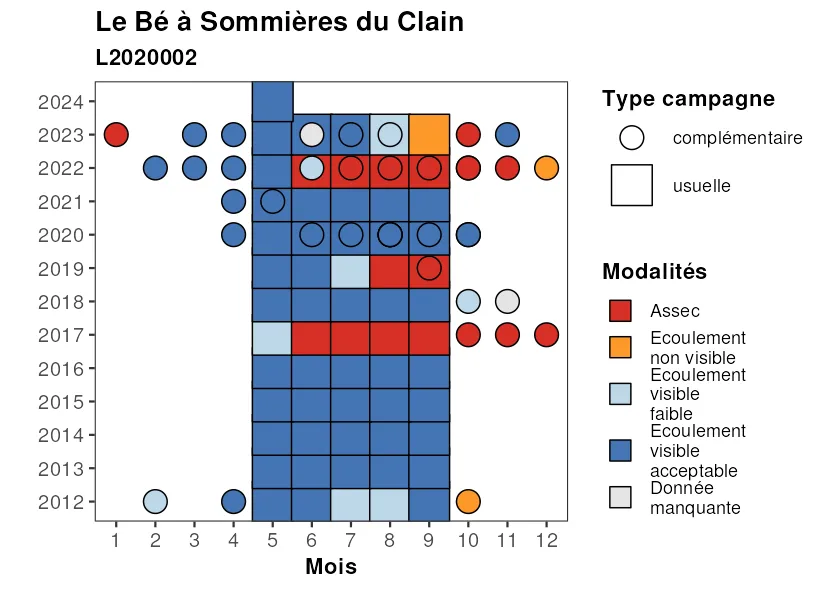 Le Bé à Sommières du Clain
L2020002
2024
2023
2022
2021
2020
2019
2018
2017
2016
2015
2014
2013
2012
1 2 3 4 5 6 7 8 9 10 11 12
Mois
Type campagne
complémentaire
usuelle
Modalités
Assec
Ecoulement
non visible
Ecoulement
visible
faible
Ecoulement
visible
acceptable
Donnée
manquante